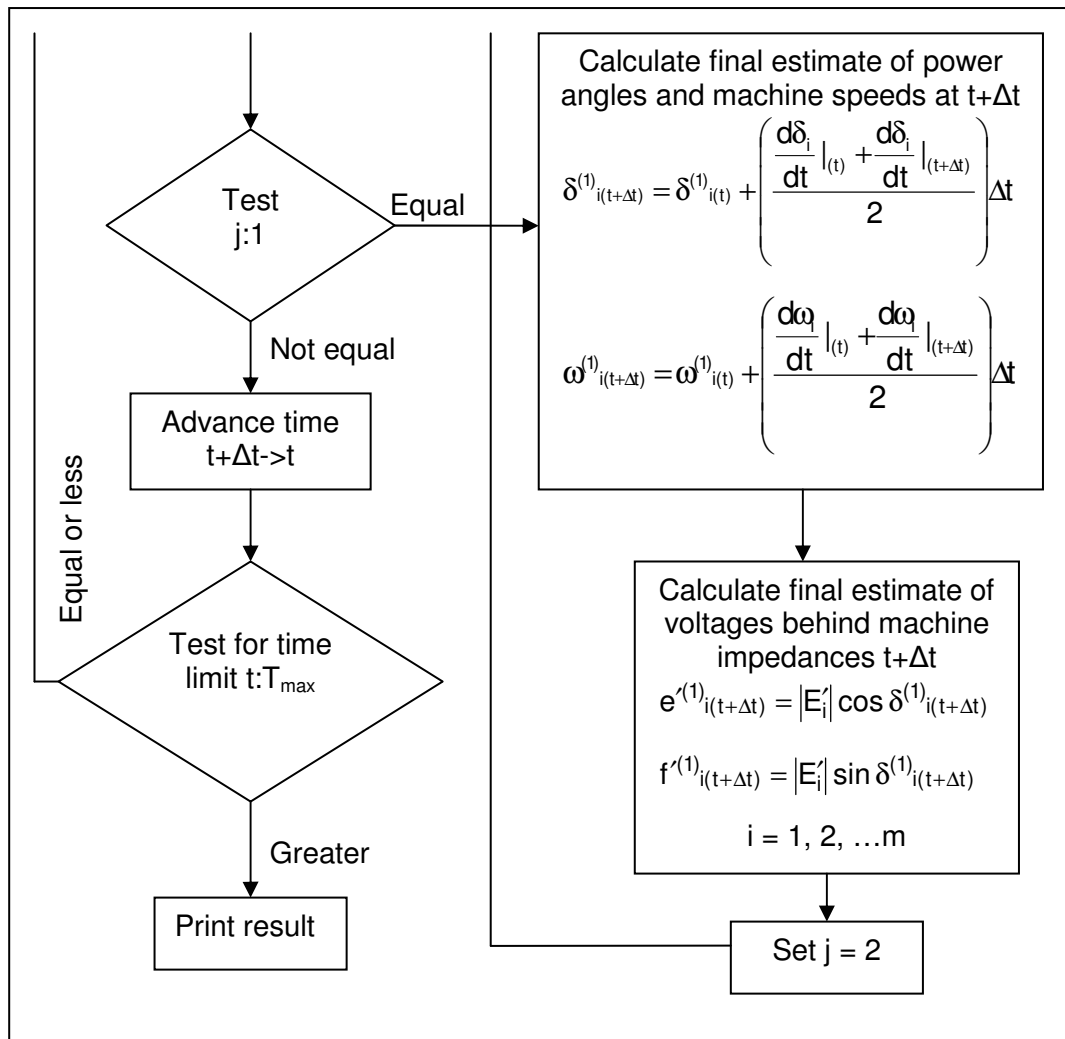 Test
j:1
Equal
Not equal
Advance time
t+Δt->t
Equal or less
Test for time
limit t:Tmax
Greater
Print result
Calculate final estimate of power
angles and machine speeds at t+Δt
δ^(1)_i(t+Δt) = δ^(1)_i(t) + ( ( dδ_i/dt |_(t) + dδ_i/dt |_(t+Δt) ) / 2 ) Δt
ω^(1)_i(t+Δt) = ω^(1)_i(t) + ( ( dω_i/dt |_(t) + dω_i/dt |_(t+Δt) ) / 2 ) Δt
Calculate final estimate of
voltages behind machine
impedances t+Δt
e′^(1)_i(t+Δt) = |E′_i| cos δ^(1)_i(t+Δt)
f′^(1)_i(t+Δt) = |E′_i| sin δ^(1)_i(t+Δt)
i = 1, 2, …m
Set j = 2